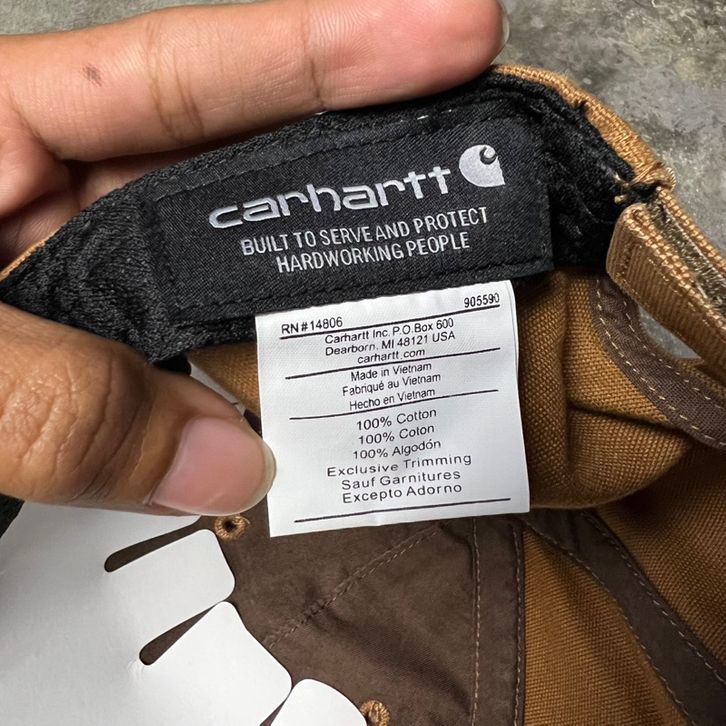 carhartt
BUILT TO SERVE AND PROTECT
HARDWORKING PEOPLE
RN#14806 905590
Carhartt Inc. P.O.Box 600
Dearborn, MI 48121 USA
carhartt.com
Made in Vietnam
Fabriqué au Vietnam
Hecho en Vietnam
100% Cotton
100% Coton
100% Algodón
Exclusive Trimming
Sauf Garnitures
Excepto Adorno